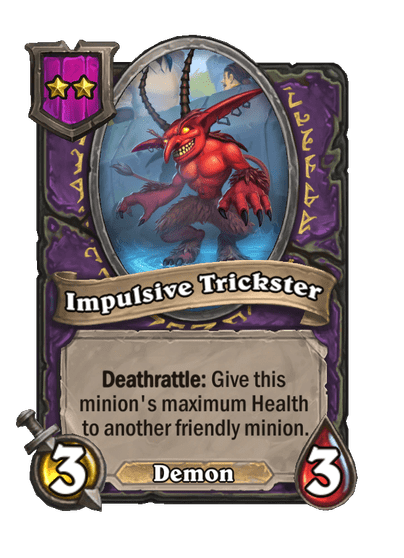 Impulsive Trickster
Deathrattle: Give this
minion's maximum Health
to another friendly minion.
3
Demon
3